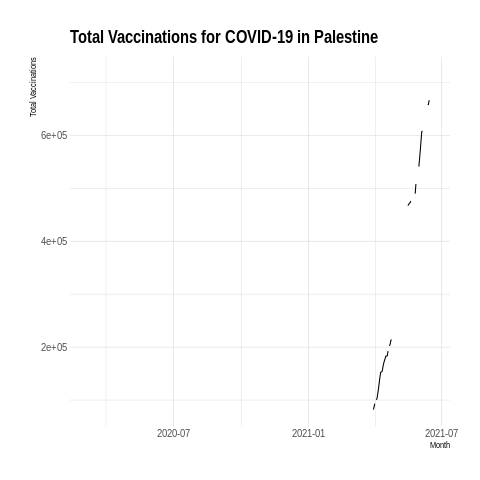 Total Vaccinations for COVID-19 in Palestine
Total Vaccinations
6e+05
4e+05
2e+05
2020-07
2021-01
2021-07
Month